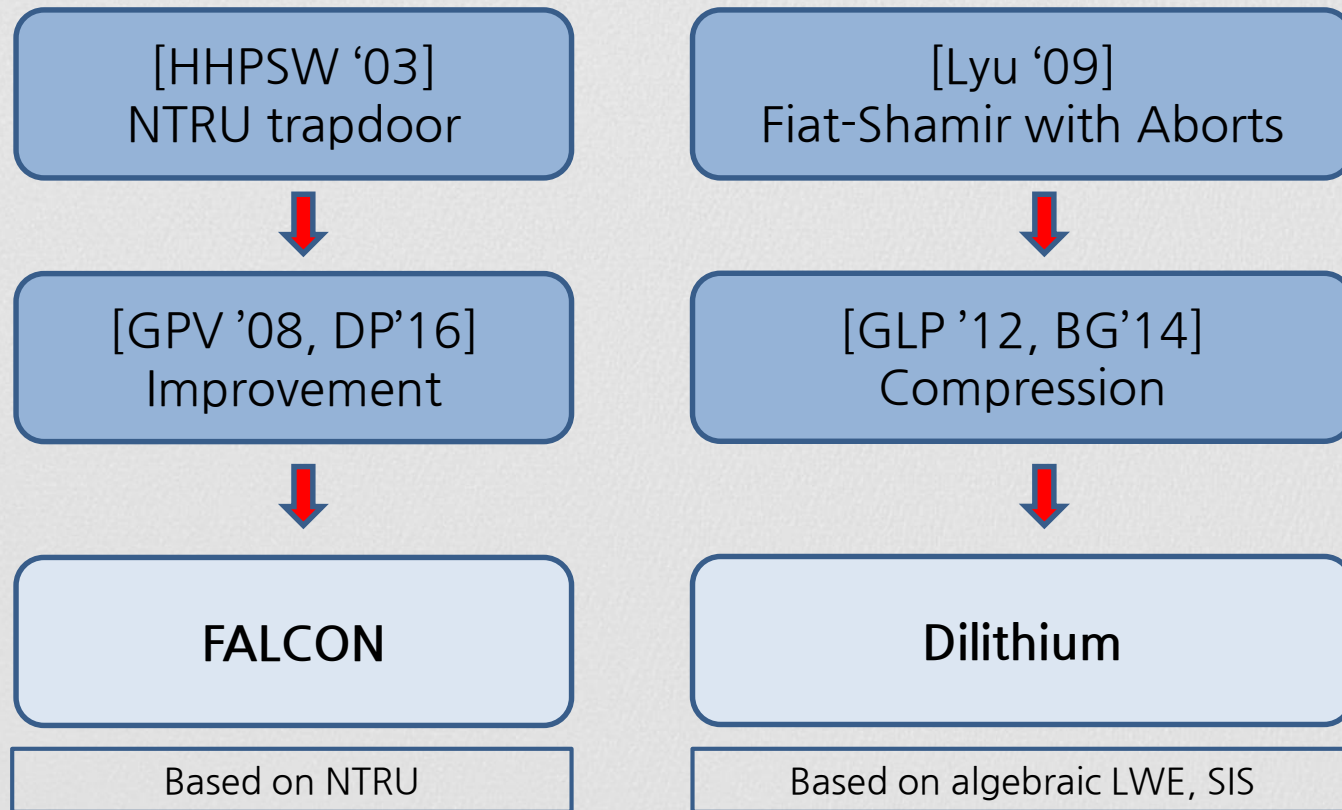 [HHPSW ‘03]
NTRU trapdoor
[GPV ’08, DP’16]
Improvement
FALCON
Based on NTRU
[Lyu ‘09]
Fiat-Shamir with Aborts
[GLP ’12, BG’14]
Compression
Dilithium
Based on algebraic LWE, SIS